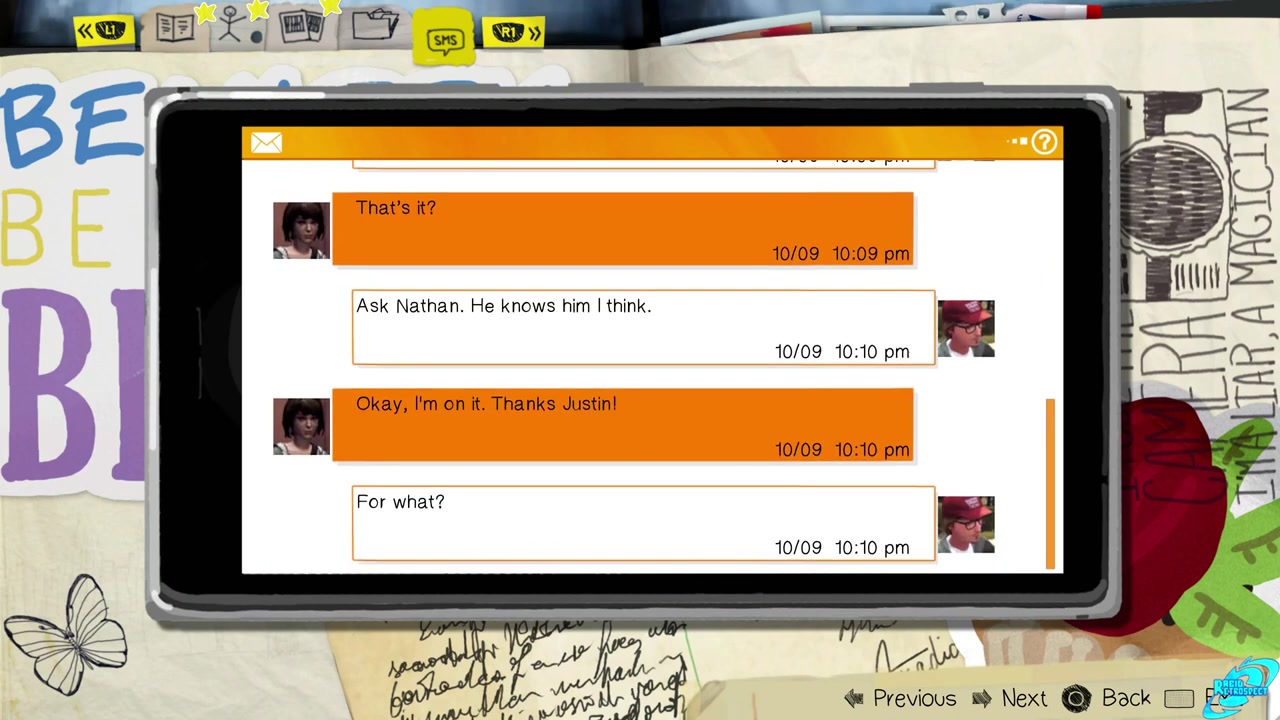 L1
SMS
R1
BE
BE
That's it?
10/09 10:09 pm
Ask Nathan. He knows him I think.
10/09 10:10 pm
Okay, I'm on it. Thanks Justin!
10/09 10:10 pm
For what?
10/09 10:10 pm
CAMERA
I'M A LIAR, A MAGICIAN
Previous
Next
Back